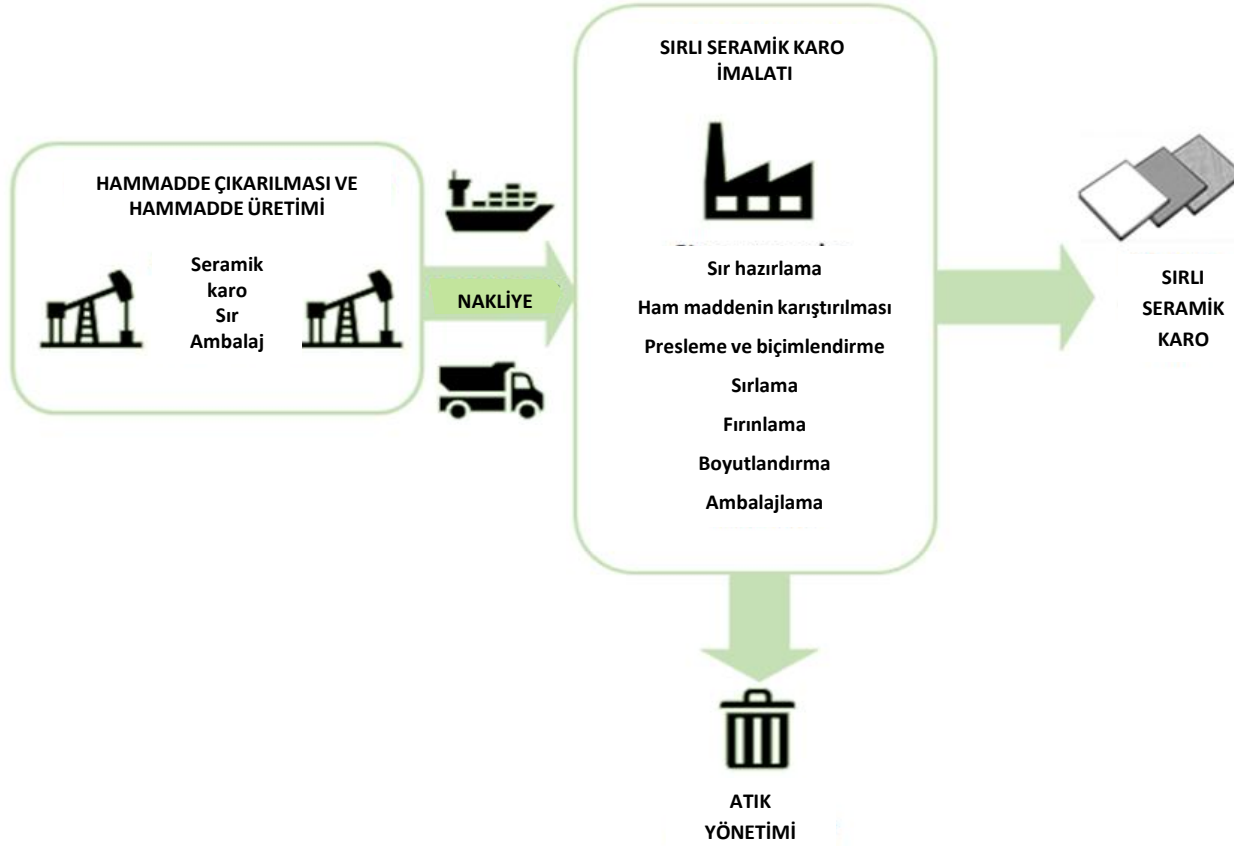 HAMMADDE ÇIKARILMASI VE
HAMMADDE ÜRETİMİ
Seramik
karo
Sır
Ambalaj
NAKLİYE
SIRLI SERAMİK KARO
İMALATI
Sır hazırlama
Ham maddenin karıştırılması
Presleme ve biçimlendirme
Sırlama
Fırınlama
Boyutlandırma
Ambalajlama
SIRLI
SERAMİK
KARO
ATIK
YÖNETİMİ